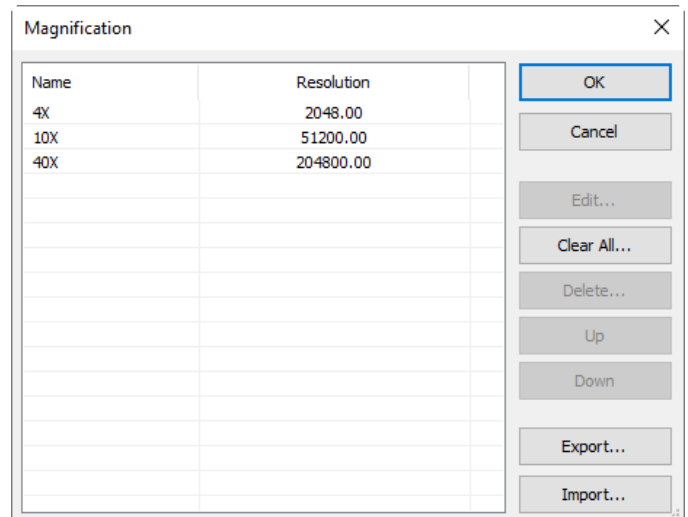 Magnification
Name Resolution
4X 2048.00
10X 51200.00
40X 204800.00
OK
Cancel
Edit...
Clear All...
Delete...
Up
Down
Export...
Import...